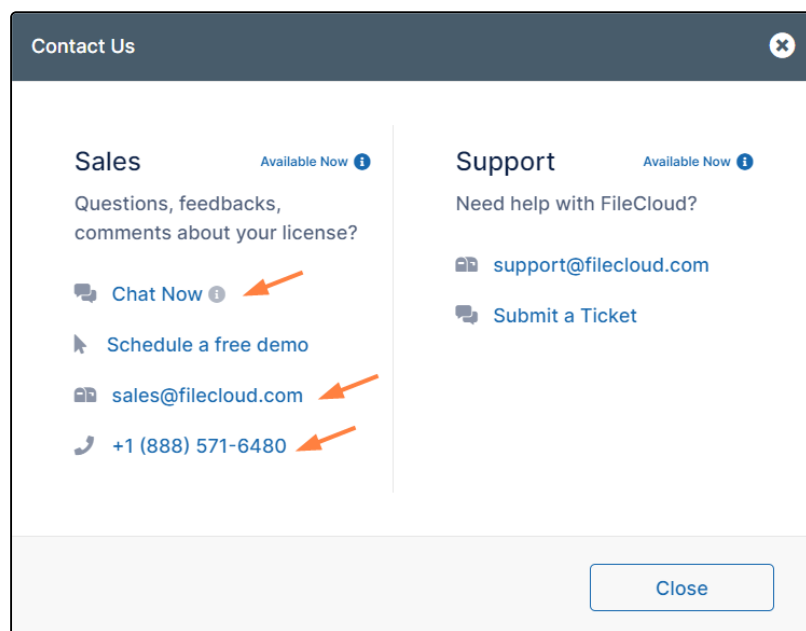 Contact Us
Sales
Available Now
Questions, feedbacks,
comments about your license?
Chat Now
Schedule a free demo
sales@filecloud.com
+1 (888) 571-6480
Support
Available Now
Need help with FileCloud?
support@filecloud.com
Submit a Ticket
Close